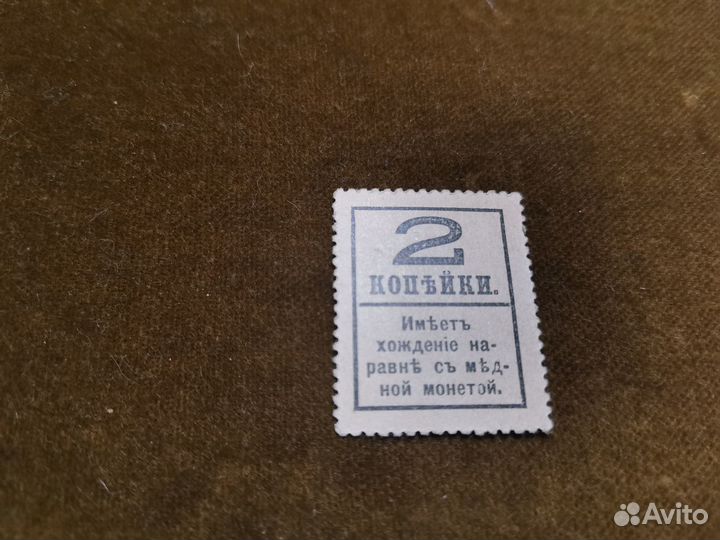 2
КОПѢЙКИ.
Имѣетъ
хожденіе на-
равнѣ съ мѣд-
ной монетой.
Avito